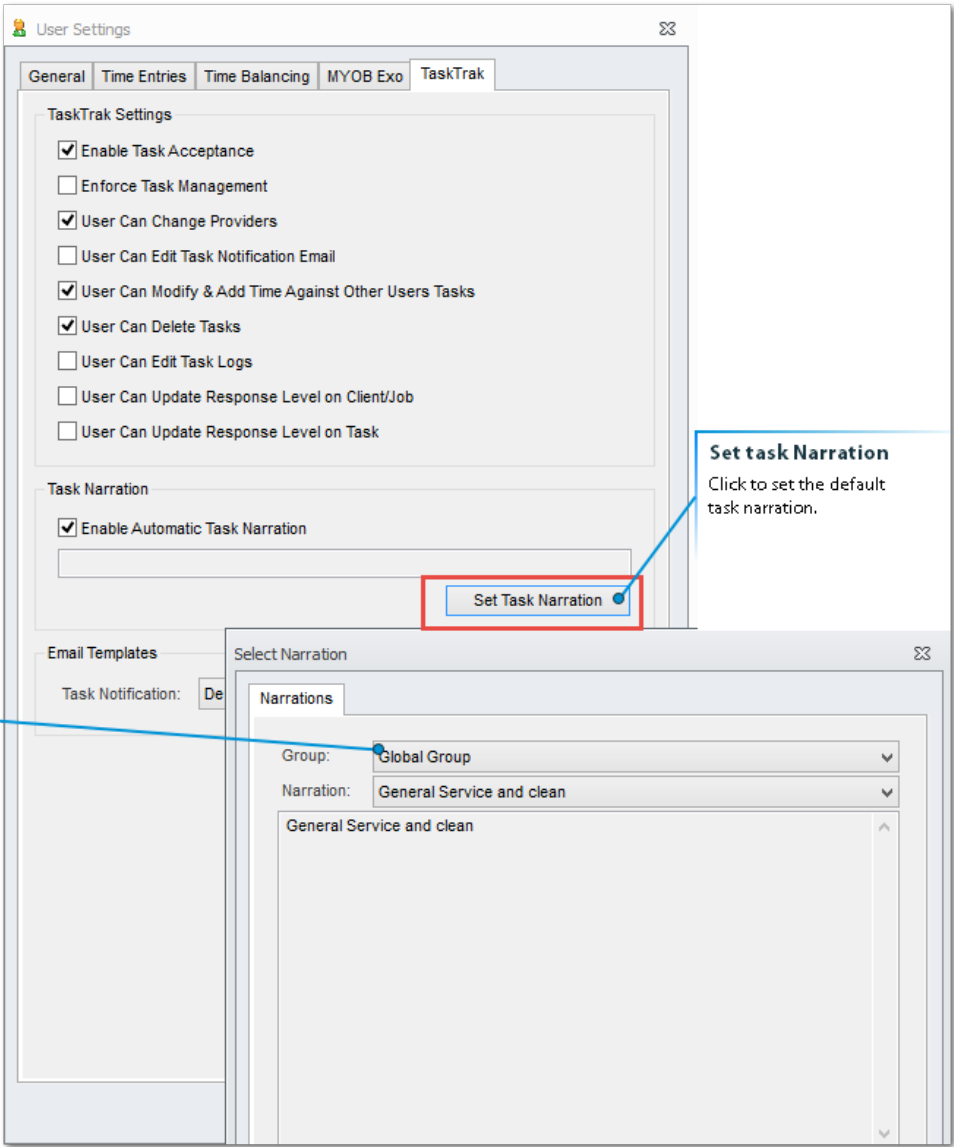 User Settings
General Time Entries Time Balancing MYOB Exo TaskTrak
TaskTrak Settings
Enable Task Acceptance
Enforce Task Management
User Can Change Providers
User Can Edit Task Notification Email
User Can Modify & Add Time Against Other Users Tasks
User Can Delete Tasks
User Can Edit Task Logs
User Can Update Response Level on Client/Job
User Can Update Response Level on Task
Set task Narration
Click to set the default
task narration.
Task Narration
Enable Automatic Task Narration
Set Task Narration
Email Templates
Task Notification: De
Select Narration
Narrations
Group: Global Group
Narration: General Service and clean
General Service and clean